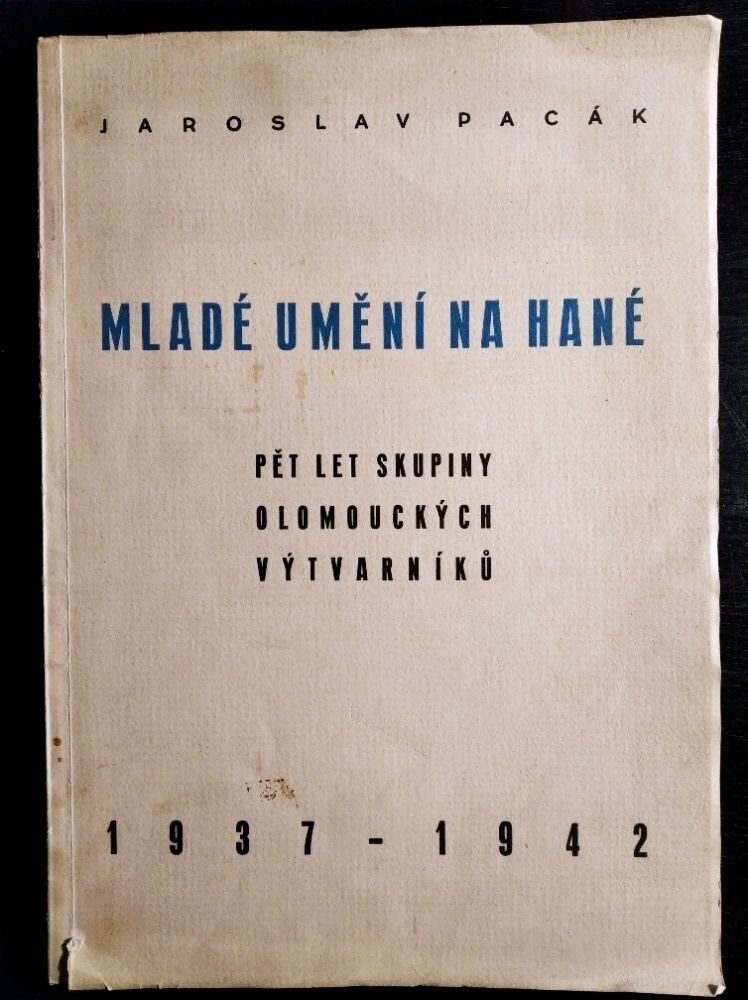 JAROSLAV PACÁK
MLADÉ UMĚNÍ NA HANÉ
PĚT LET SKUPINY
OLOMOUCKÝCH
VÝTVARNÍKŮ
1937-1942